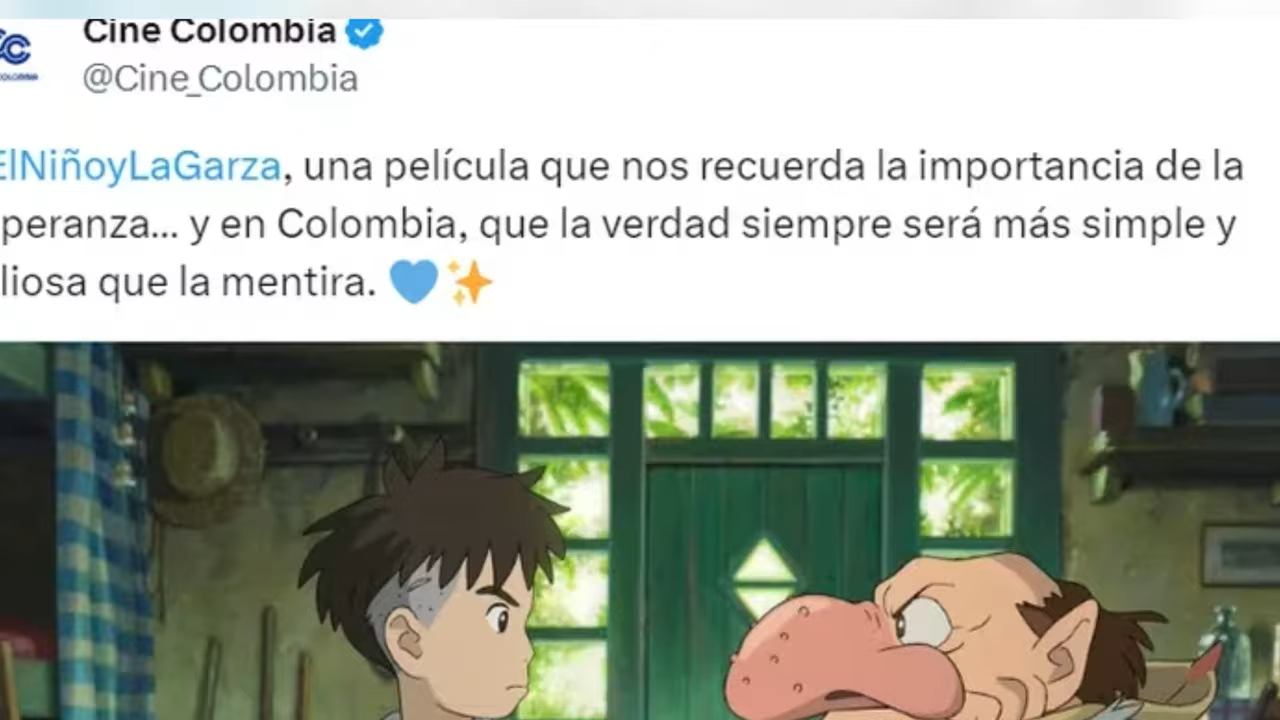 Cine Colombia
@Cine_Colombia
ElNiñoyLaGarza, una película que nos recuerda la importancia de la
peranza... y en Colombia, que la verdad siempre será más simple y
liosa que la mentira.